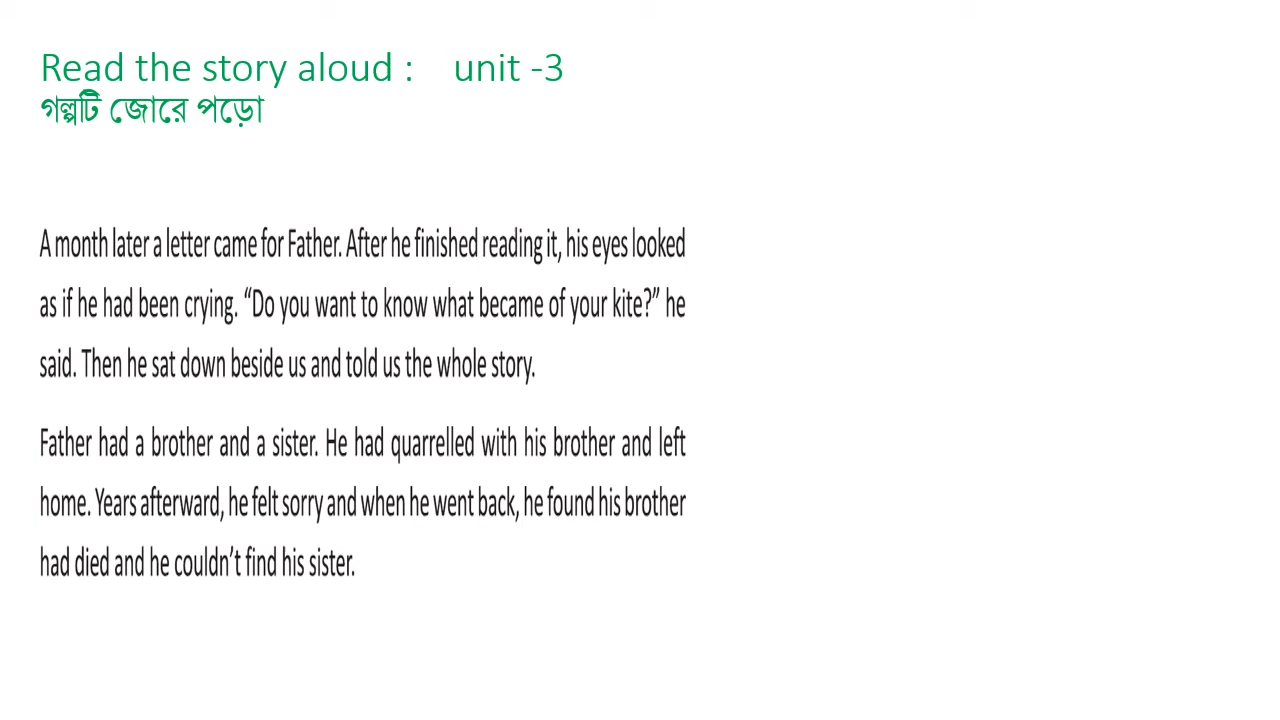 Read the story aloud : unit -3
গল্পটি জোরে পড়ো
A month later a letter came for Father. After he finished reading it, his eyes looked
as if he had been crying. “Do you want to know what became of your kite?” he
said. Then he sat down beside us and told us the whole story.
Father had a brother and a sister. He had quarrelled with his brother and left
home. Years afterward, he felt sorry and when he went back, he found his brother
had died and he couldn’t find his sister.